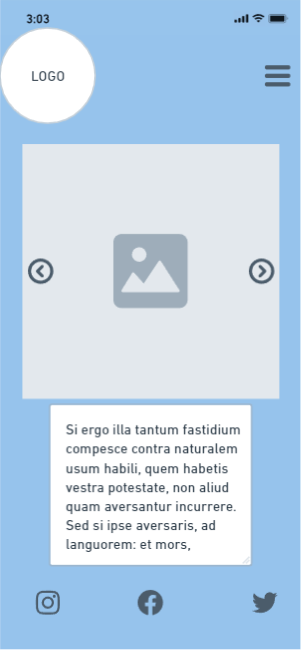 3:03
LOGO
Si ergo illa tantum fastidium
compesce contra naturalem
usum habili, quem habetis
vestra potestate, non aliud
quam aversantur incurrere.
Sed si ipse aversaris, ad
languorem: et mors,